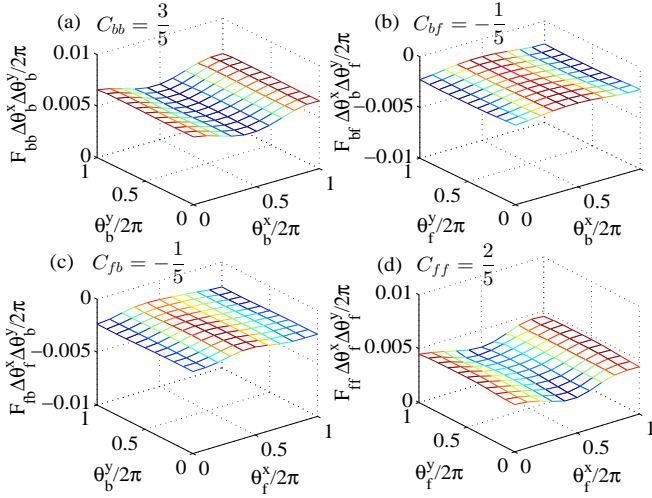 (a) C_{bb} = \frac{3}{5}
F_{bb} Δθ_b^x Δθ_b^y/2π
0.01
0.005
0
1
0.5
0
0
0.5
1
θ_b^y/2π
θ_b^x/2π
(b) C_{bf} = -\frac{1}{5}
F_{bf} Δθ_b^x Δθ_f^y/2π
0
−0.005
−0.01
1
0.5
0
0
0.5
1
θ_f^y/2π
θ_b^x/2π
(c) C_{fb} = -\frac{1}{5}
F_{fb} Δθ_f^x Δθ_b^y/2π
0
−0.005
−0.01
1
0.5
0
0
0.5
1
θ_b^y/2π
θ_f^x/2π
(d) C_{ff} = \frac{2}{5}
F_{ff} Δθ_f^x Δθ_f^y/2π
0.01
0.005
0
1
0.5
0
0
0.5
1
θ_f^y/2π
θ_f^x/2π